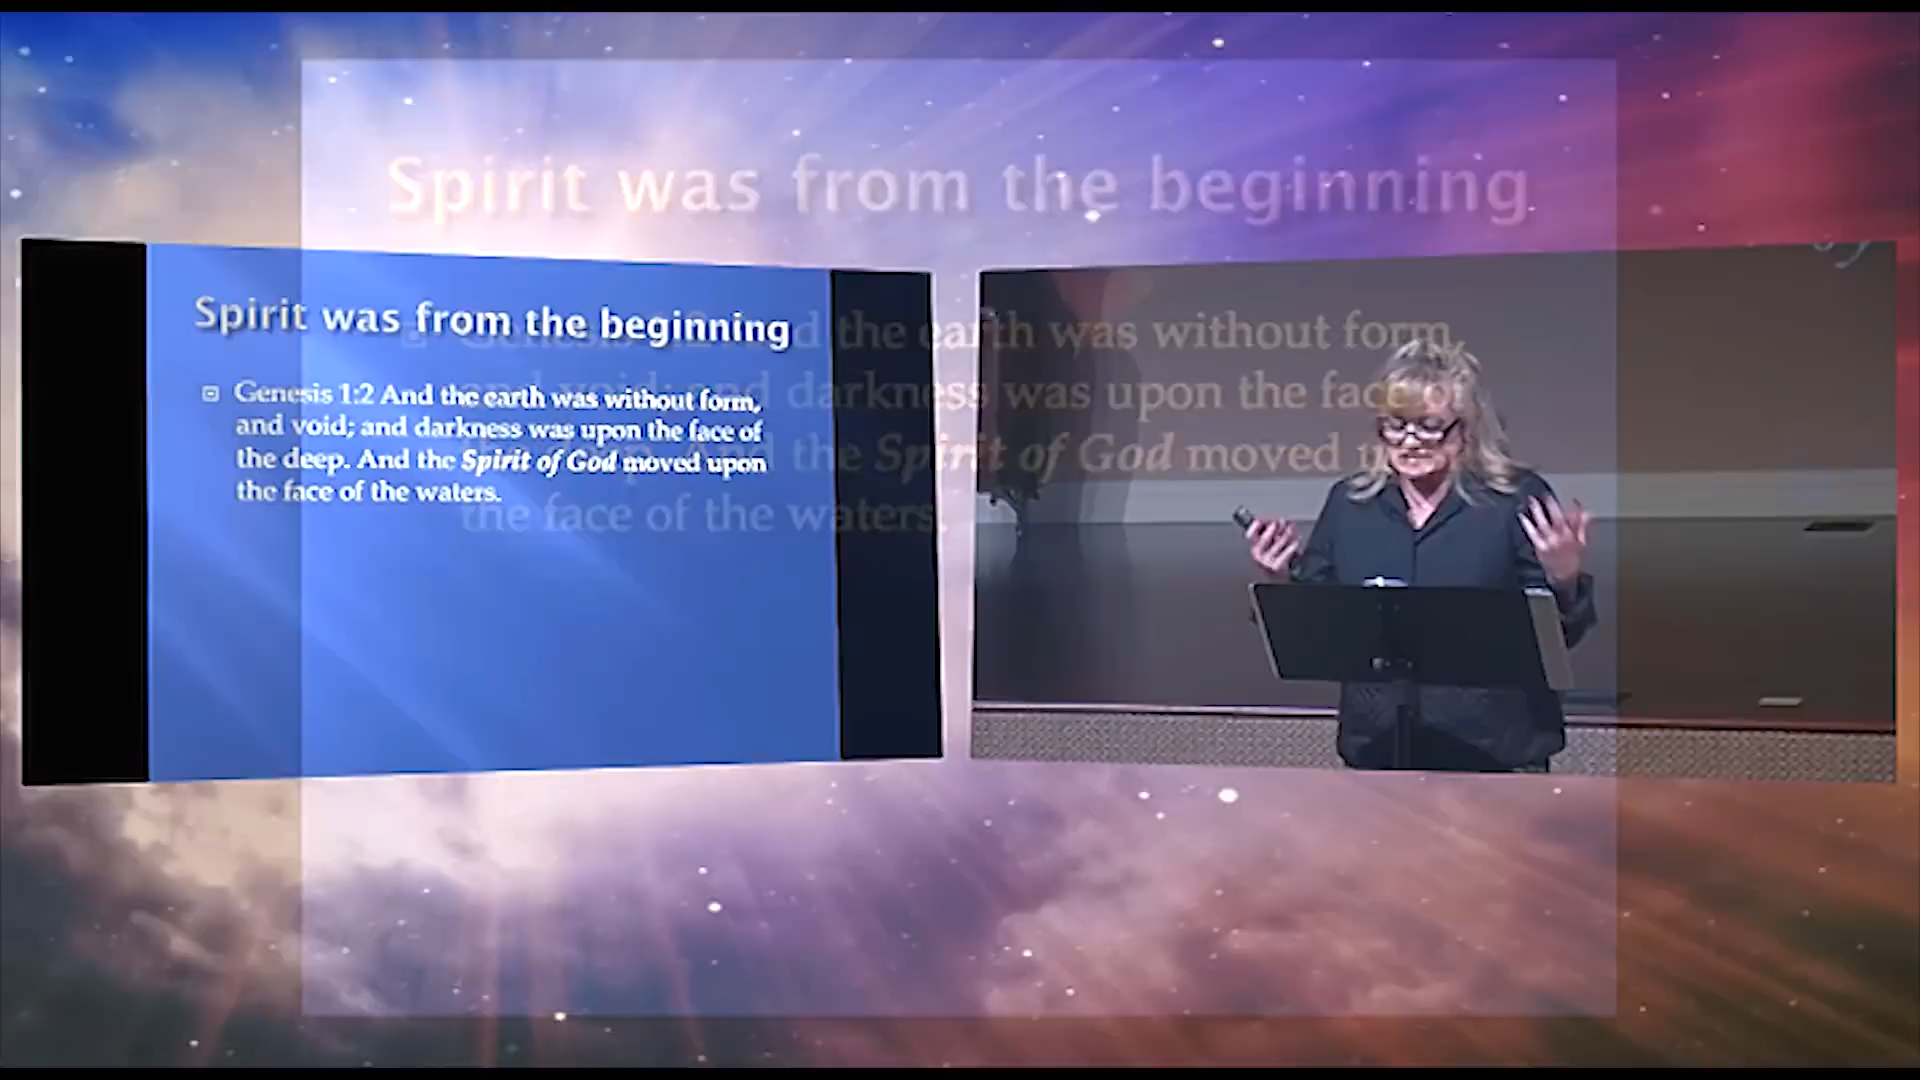 Spirit was from the beginning
Spirit was from the beginning
Genesis 1:2 And the earth was without form,
and void; and darkness was upon the face of
the deep. And the Spirit of God moved upon
the face of the waters.
the earth was without form,
darkness was upon the face of
the Spirit of God moved
the face of the waters.